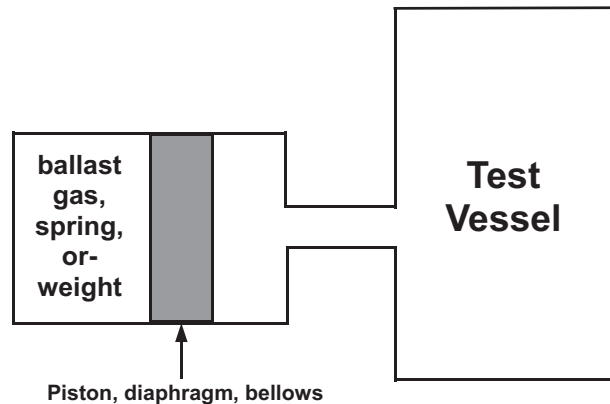 ballast
gas,
spring,
or-
weight
Test
Vessel
Piston, diaphragm, bellows